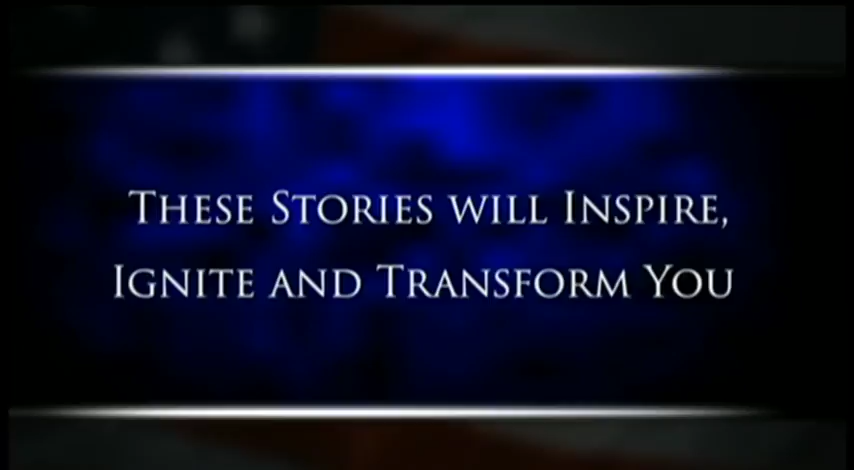 These Stories will Inspire,
Ignite and Transform You